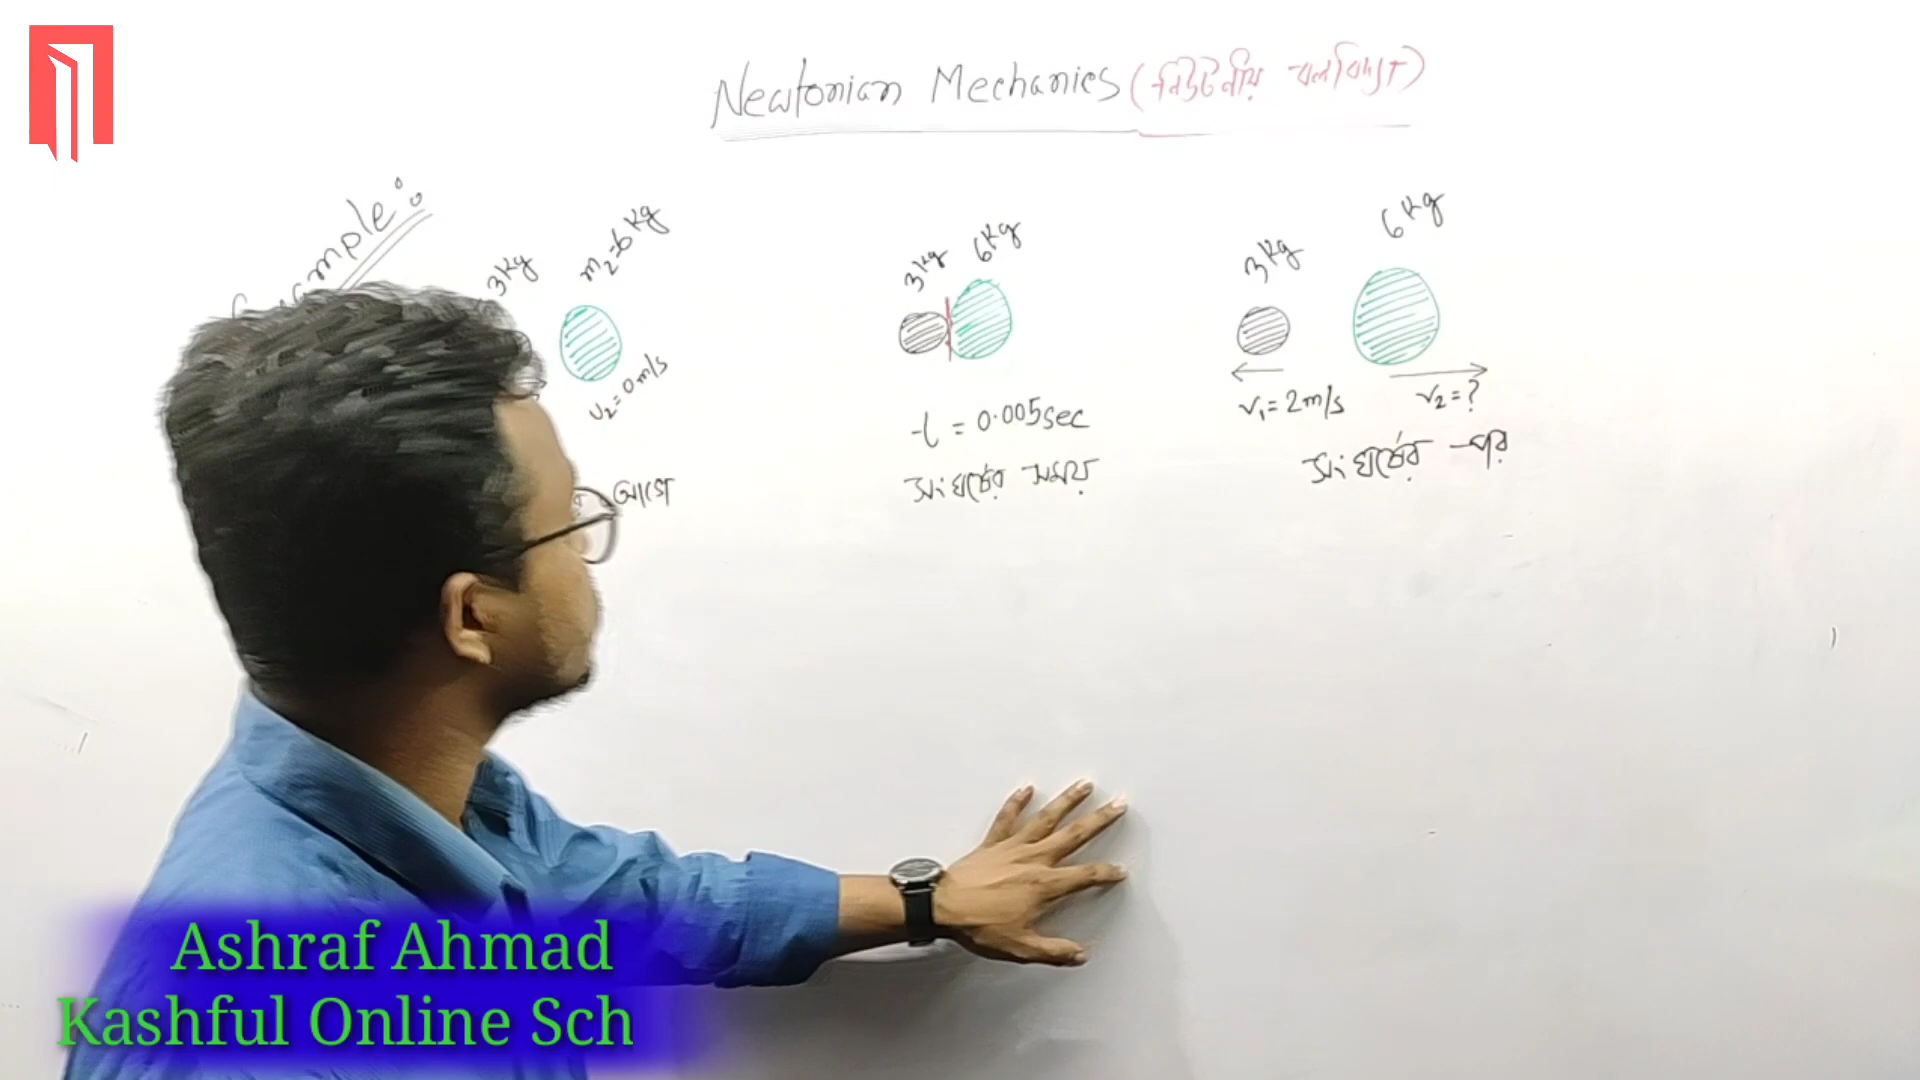 Newtonian Mechanics (নিউটনীয় বলবিদ্যা)
Example:
3kg
m₂=6kg
u₂=0m/s
আগে
3kg
6kg
t = 0.005sec
সংঘর্ষের সময়
3kg
6kg
v₁=2m/s
v₂=?
সংঘর্ষের পর
Ashraf Ahmad
Kashful Online Sch